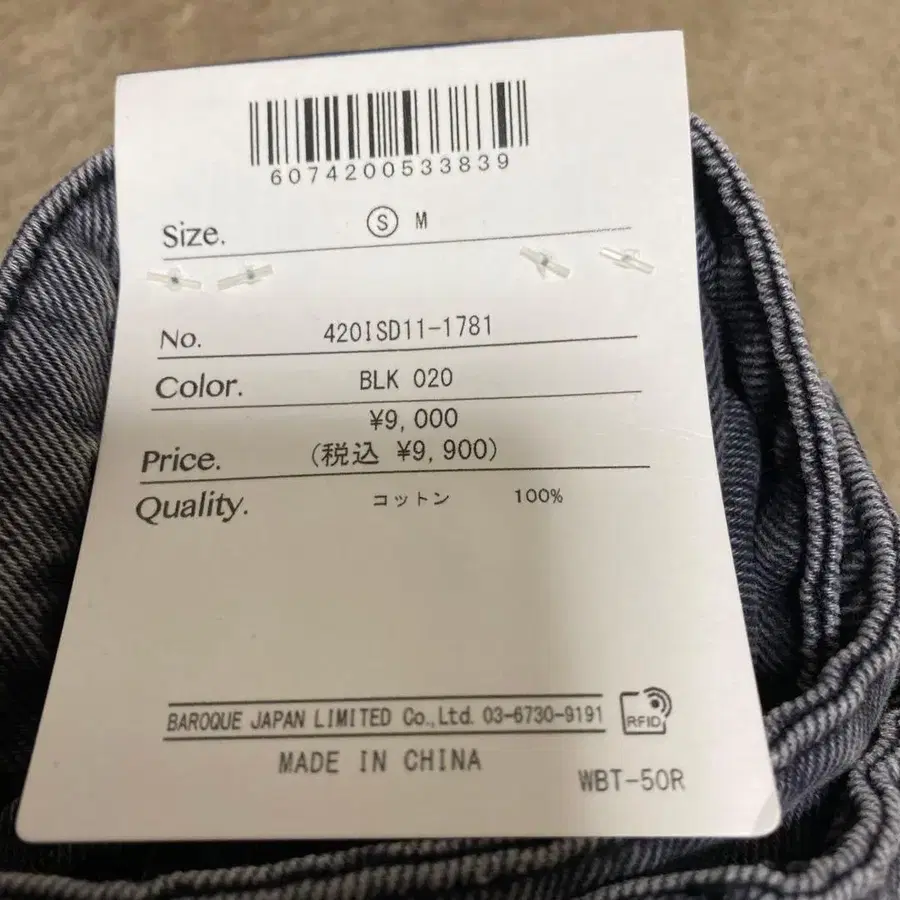 6074200533839
Size. Ⓢ M
No. 420ISD11-1781
Color. BLK 020
¥9,000
Price. (税込 ¥9,900)
Quality. コットン 100%
BAROQUE JAPAN LIMITED Co.,Ltd. 03-6730-9191
RFID
MADE IN CHINA
WBT-50R